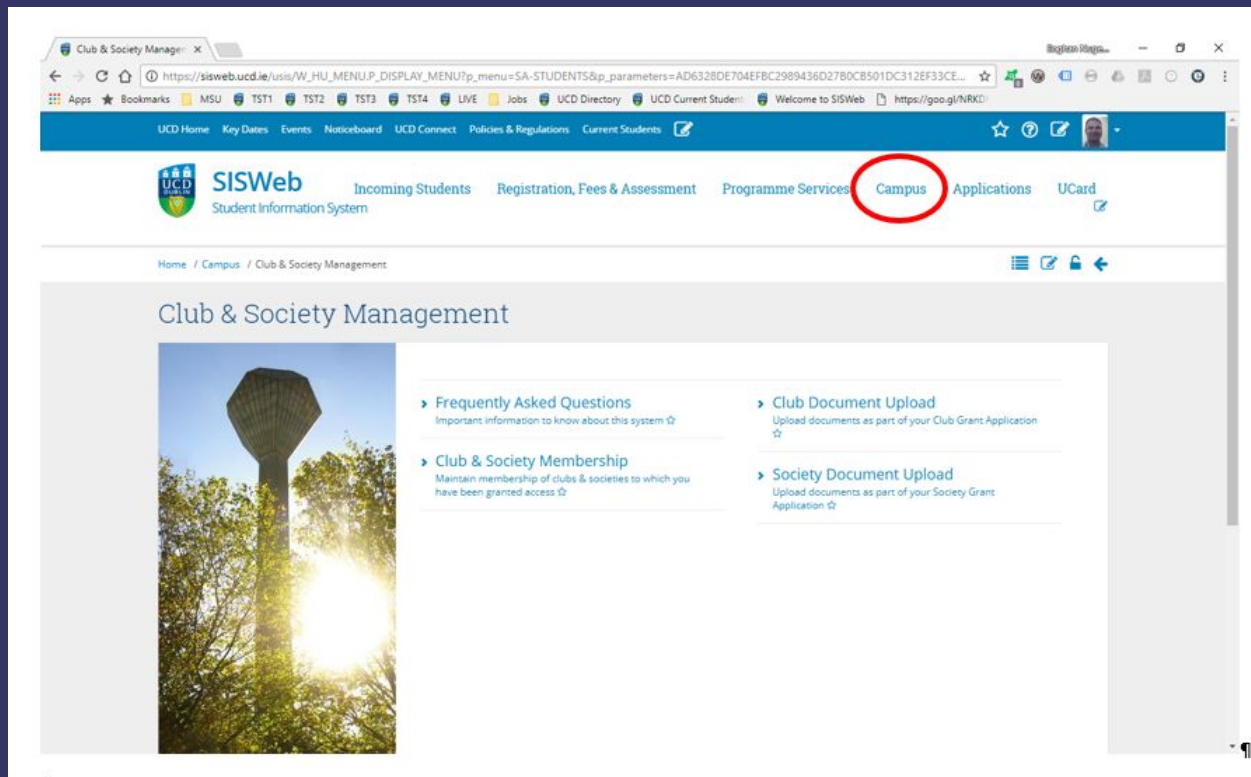 Club & Society Manager
https://sisweb.ucd.ie/usis/W_HU_MENU.P_DISPLAY_MENU?p_menu=SA-STUDENTS&p_parameters=AD6328DE704EFBC2989436D27B0CB501DC312EF33CE...
Apps Bookmarks MSU TST1 TST2 TST3 TST4 LIVE Jobs UCD Directory UCD Current Student Welcome to SISWeb https://goo.gl/NRKD
UCD Home Key Dates Events Noticeboard UCD Connect Policies & Regulations Current Students
UCD
DUBLIN
SISWeb
Student Information System
Incoming Students Registration, Fees & Assessment Programme Services Campus Applications UCard
Home / Campus / Club & Society Management
Club & Society Management
Frequently Asked Questions
Important information to know about this system
Club & Society Membership
Maintain membership of clubs & societies to which you
have been granted access
Club Document Upload
Upload documents as part of your Club Grant Application
Society Document Upload
Upload documents as part of your Society Grant
Application
¶